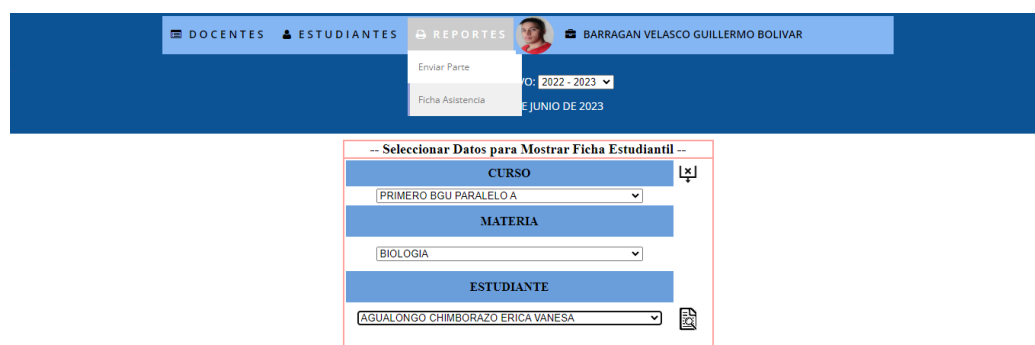 DOCENTES ESTUDIANTES REPORTES BARRAGAN VELASCO GUILLERMO BOLIVAR
Enviar Parte
VO: 2022 - 2023
Ficha Asistencia
E JUNIO DE 2023
-- Seleccionar Datos para Mostrar Ficha Estudiantil --
CURSO
PRIMERO BGU PARALELO A
MATERIA
BIOLOGIA
ESTUDIANTE
AGUALONGO CHIMBORAZO ERICA VANESA